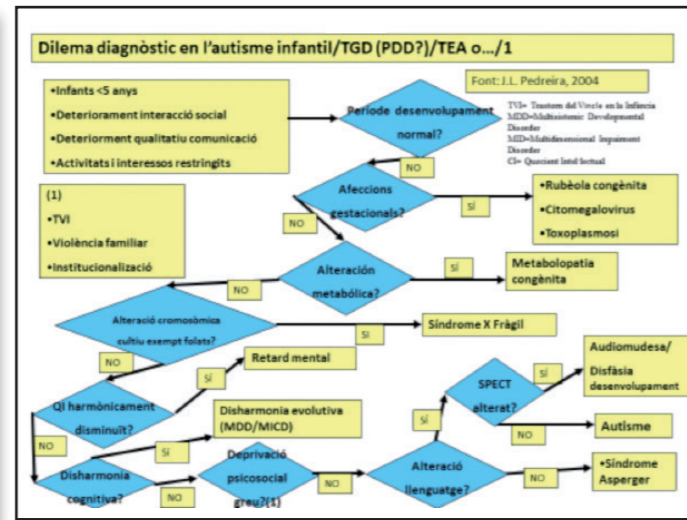 Dilema diagnòstic en l'autisme infantil/TGD (PDD?)/TEA o.../1
•Infants <5 anys
•Deteriorament interacció social
•Deteriorment qualitatiu comunicació
•Activitats i interessos restringits
Període desenvolupament
normal?
Font: J.L. Pedreira, 2004
TVI= Trastorn del Vincle en la Infància
MDD=Multisistemic Developmental
Disorder
MID=Multidimensional Impairment
Disorder
CI= Quocient Intel·lectual
NO
Afeccions
gestacionals?
SÍ
•Rubèola congènita
•Citomegalovirus
•Toxoplasmosi
NO
(1)
•TVI
•Violència familiar
•Institucionalizació
Alteración
metabólica?
SÍ
Metabolopatia
congènita
NO
Alteració cromosòmica
cultiu exempt folats?
SI
Síndrome X Fràgil
NO
QI harmònicament
disminuït?
SÍ
Retard mental
NO
Disharmonia
cognitiva?
Sí
Disharmonia evolutiva
(MDD/MICD)
NO
Deprivació
psicosocial
greu?(1)
NO
Alteració
llenguatge?
SÍ
SPECT
alterat?
SÍ
Audiomudesa/
Disfàsia
desenvolupament
NO
Autisme
NO
•Síndrome
Asperger